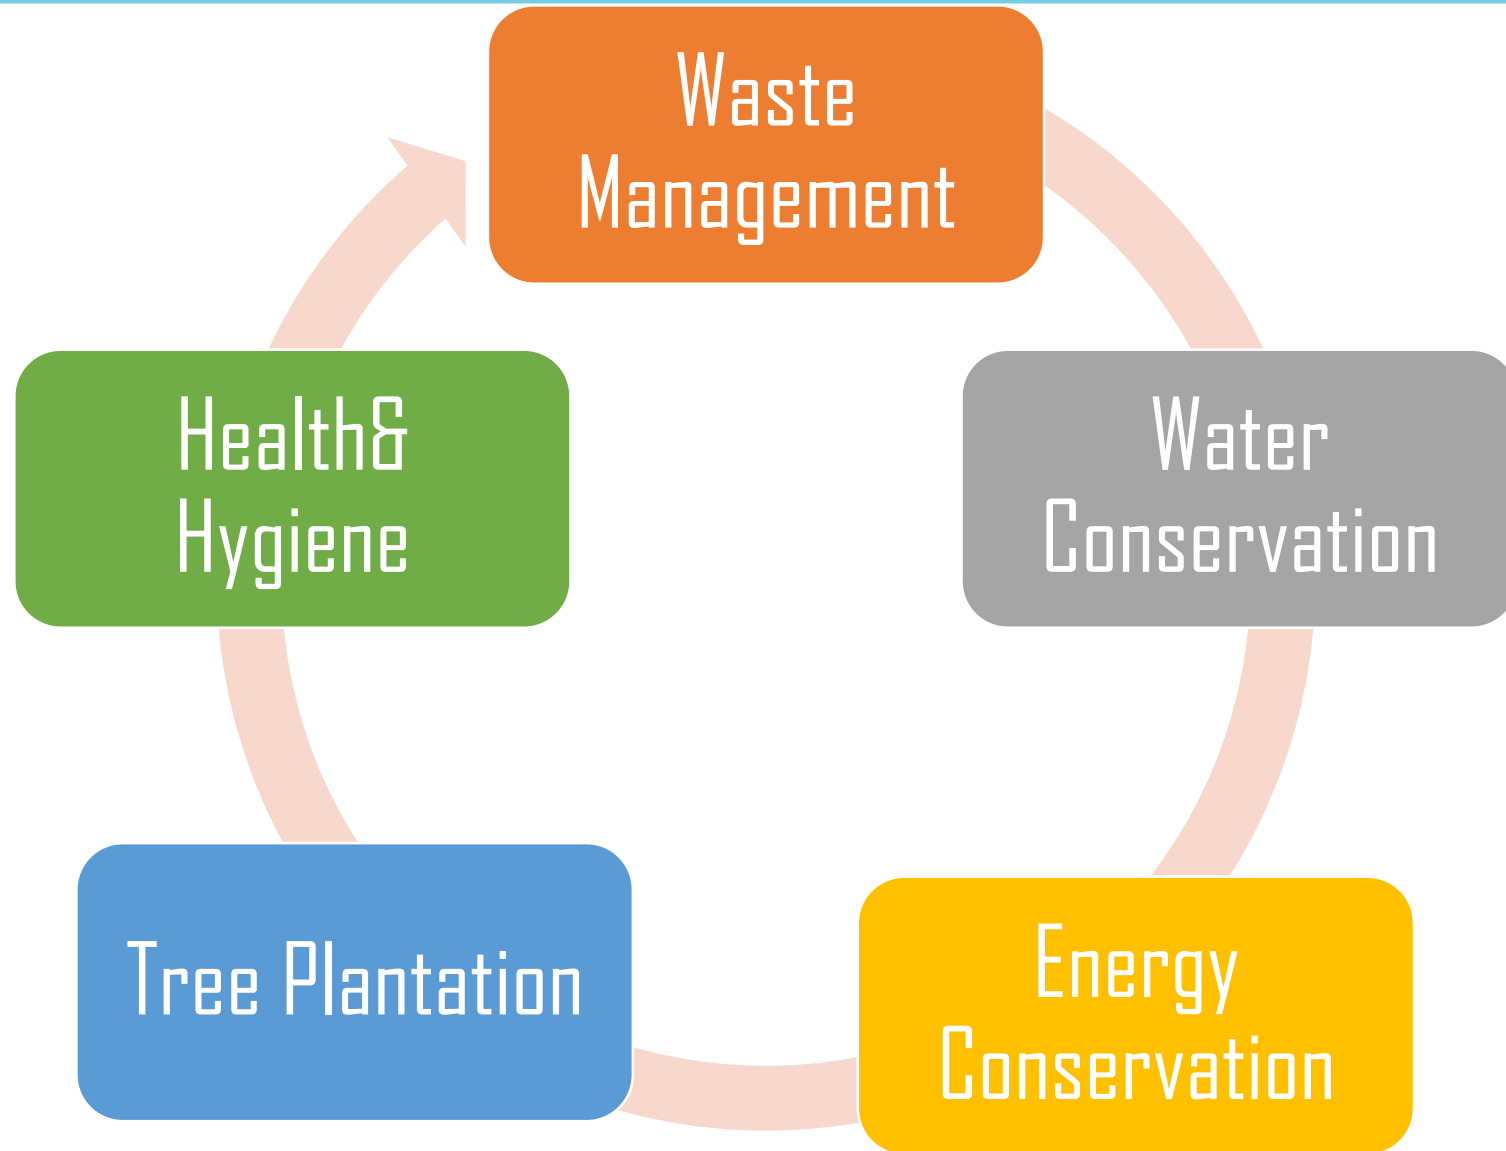 Waste
Management
Water
Conservation
Energy
Conservation
Tree Plantation
Health&
Hygiene